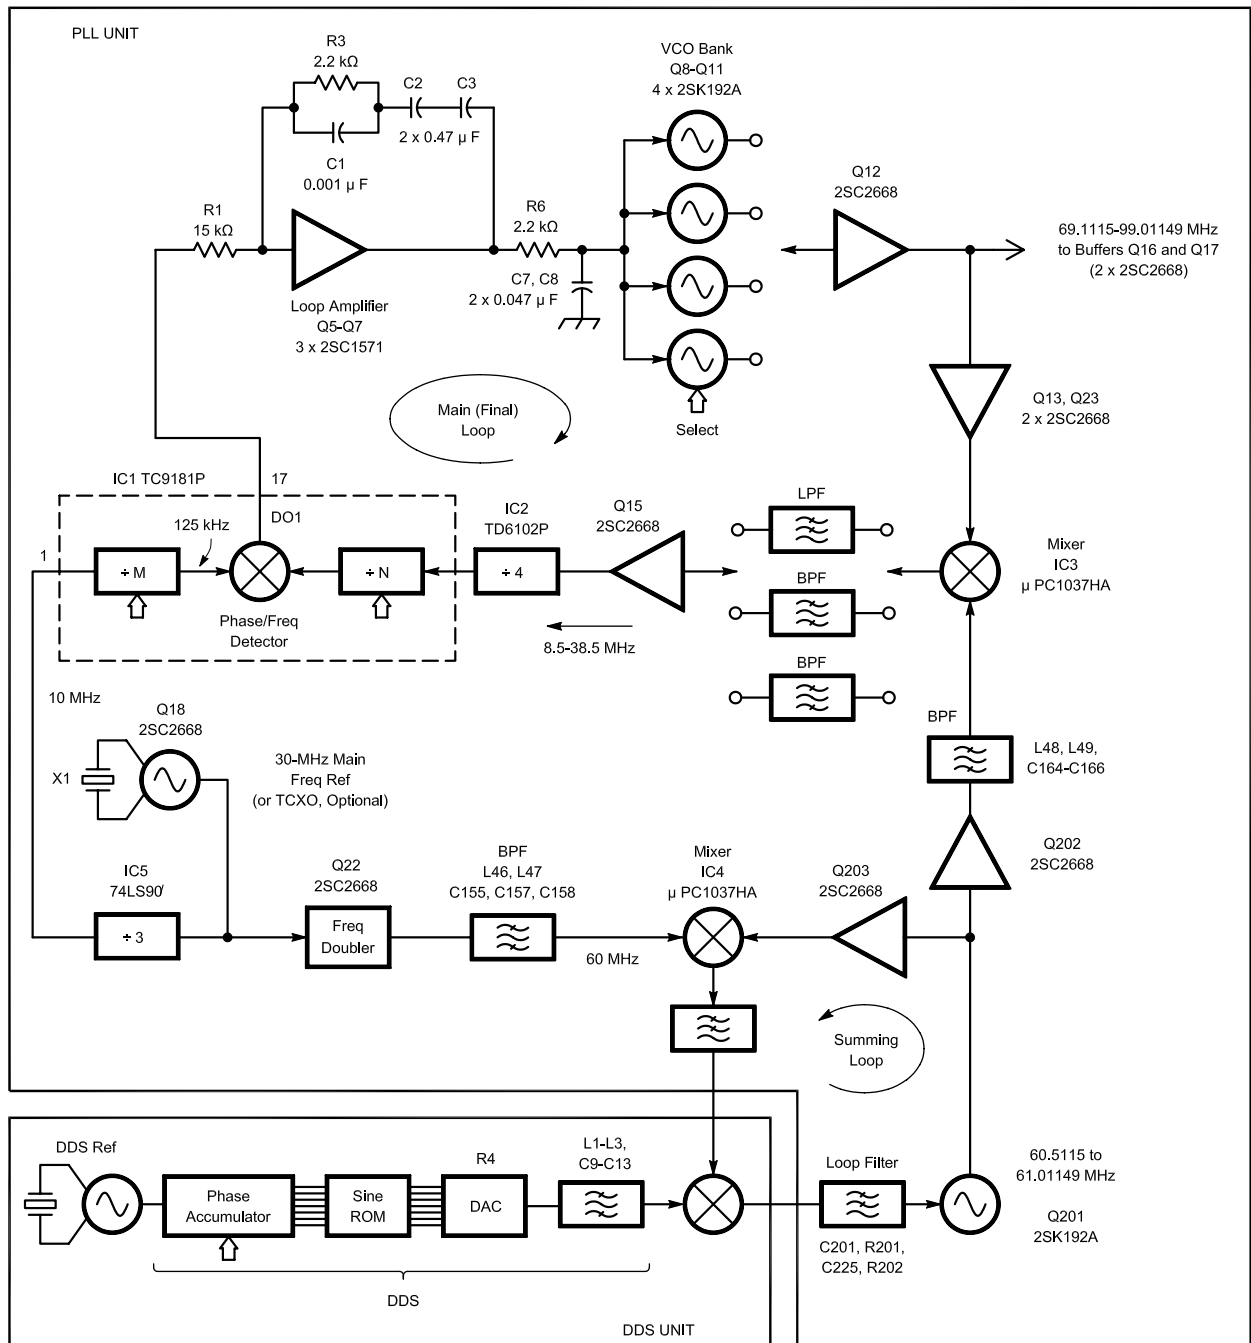 PLL UNIT
R3
2.2 kΩ
C2
C3
2 x 0.47 µ F
C1
0.001 µ F
VCO Bank
Q8-Q11
4 x 2SK192A
R1
15 kΩ
R6
2.2 kΩ
C7, C8
2 x 0.047 µ F
Loop Amplifier
Q5-Q7
3 x 2SC1571
Q12
2SC2668
69.1115-99.01149 MHz
to Buffers Q16 and Q17
(2 x 2SC2668)
Main (Final)
Loop
Select
Q13, Q23
2 x 2SC2668
IC1 TC9181P
17
DO1
125 kHz
1
÷ M
÷ N
Phase/Freq
Detector
IC2
TD6102P
÷ 4
Q15
2SC2668
8.5-38.5 MHz
LPF
BPF
BPF
Mixer
IC3
µ PC1037HA
10 MHz
Q18
2SC2668
X1
30-MHz Main
Freq Ref
(or TCXO, Optional)
BPF
L48, L49,
C164-C166
IC5
74LS90/
÷ 3
Q22
2SC2668
Freq
Doubler
BPF
L46, L47
C155, C157, C158
60 MHz
Mixer
IC4
µ PC1037HA
Q203
2SC2668
Q202
2SC2668
Summing
Loop
DDS Ref
Phase
Accumulator
Sine
ROM
R4
DAC
L1-L3,
C9-C13
Loop Filter
C201, R201,
C225, R202
60.5115 to
61.01149 MHz
Q201
2SK192A
DDS
DDS UNIT